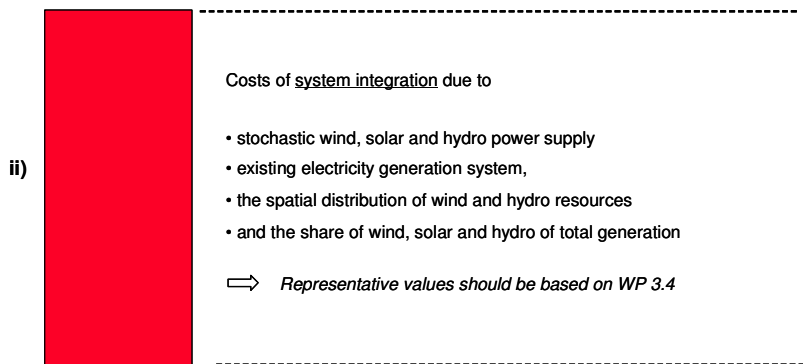 Costs of system integration due to
• stochastic wind, solar and hydro power supply
ii)
• existing electricity generation system,
• the spatial distribution of wind and hydro resources
• and the share of wind, solar and hydro of total generation
Representative values should be based on WP 3.4